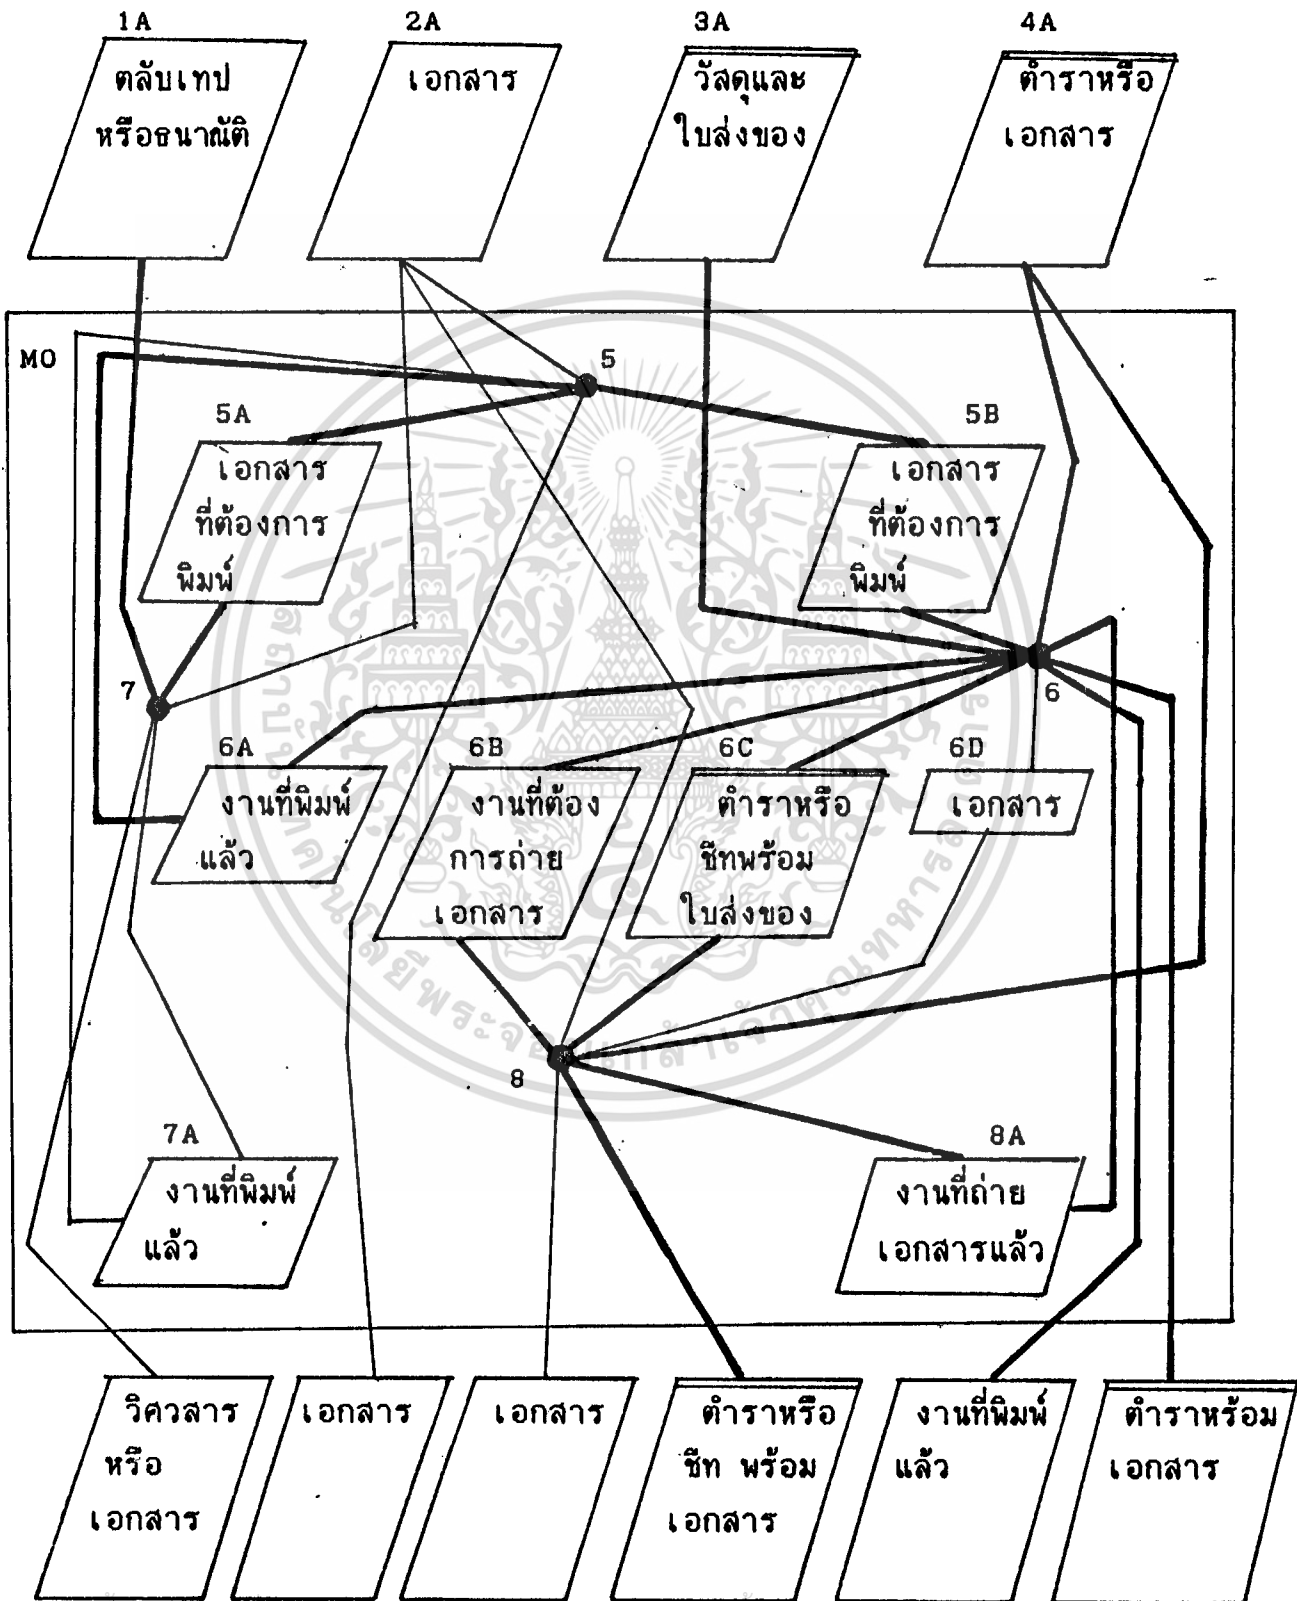 1A
2A
3A
4A
ตลับเทป
หรือธนาณัติ
เอกสาร
วัสดุและ
ใบส่งของ
ตำราหรือ
เอกสาร
MO
5
5A
5B
เอกสาร
ที่ต้องการ
พิมพ์
เอกสาร
ที่ต้องการ
พิมพ์
7
6
6A
6B
6C
6D
งานที่พิมพ์
แล้ว
งานที่ต้อง
การถ่าย
เอกสาร
ตำราหรือ
ชีทพร้อม
ใบส่งของ
เอกสาร
8
7A
8A
งานที่พิมพ์
แล้ว
งานที่ถ่าย
เอกสารแล้ว
วิศวสาร
หรือ
เอกสาร
เอกสาร
เอกสาร
ตำราหรือ
ชีท พร้อม
เอกสาร
งานที่พิมพ์
แล้ว
ตำราหร้อม
เอกสาร